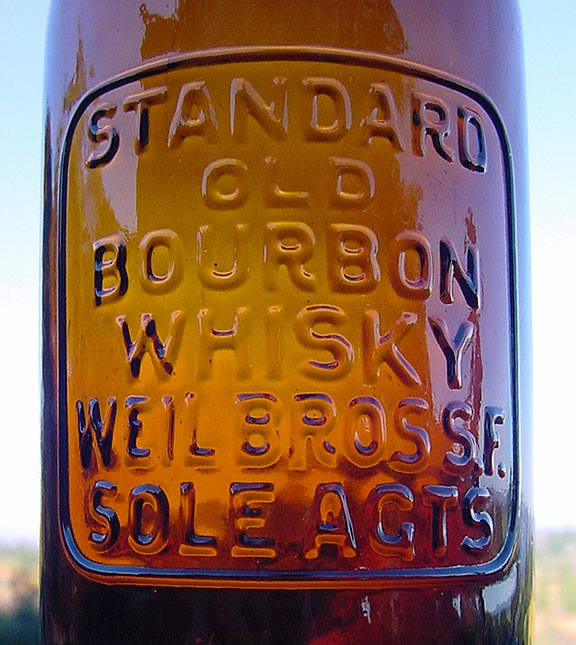 STANDARD
OLD
BOURBON
WHISKY
WEIL BROS S.F.
SOLE AGTS